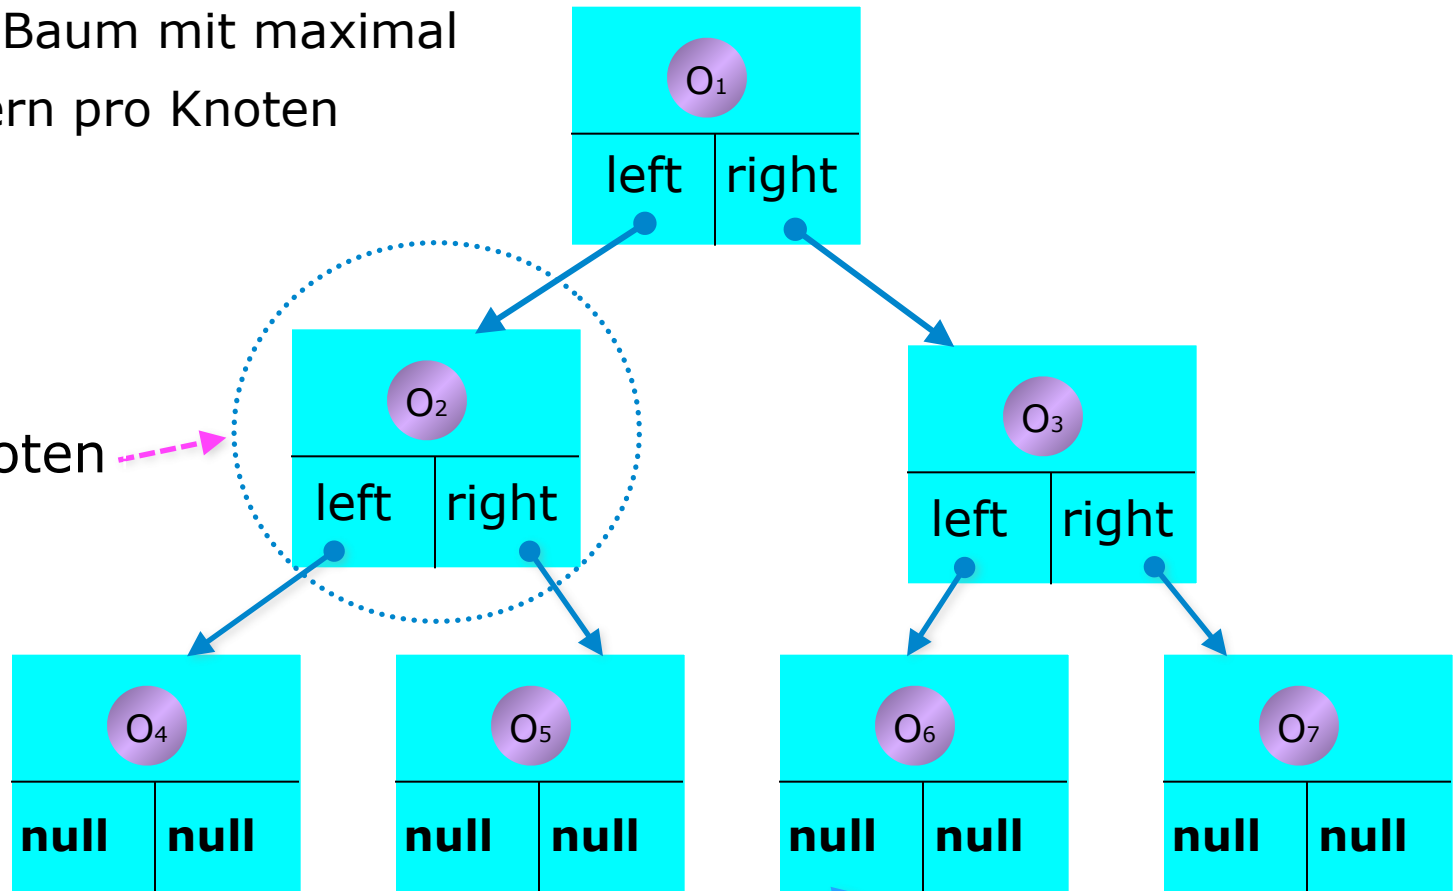 Baum mit maximal
ern pro Knoten
O1
left right
O2
left right
O3
left right
oten
O4
null null
O5
null null
O6
null null
O7
null null